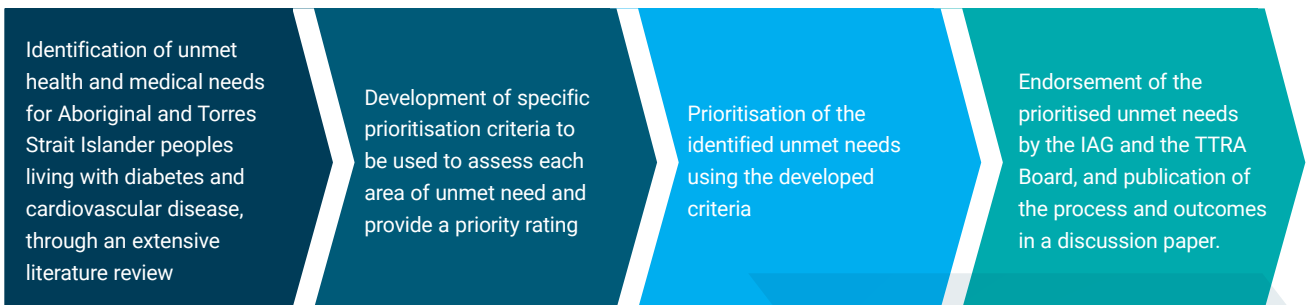 Identification of unmet
health and medical needs
for Aboriginal and Torres
Strait Islander peoples
living with diabetes and
cardiovascular disease,
through an extensive
literature review
Development of specific
prioritisation criteria to
be used to assess each
area of unmet need and
provide a priority rating
Prioritisation of the
identified unmet needs
using the developed
criteria
Endorsement of the
prioritised unmet needs
by the IAG and the TTRA
Board, and publication of
the process and outcomes
in a discussion paper.